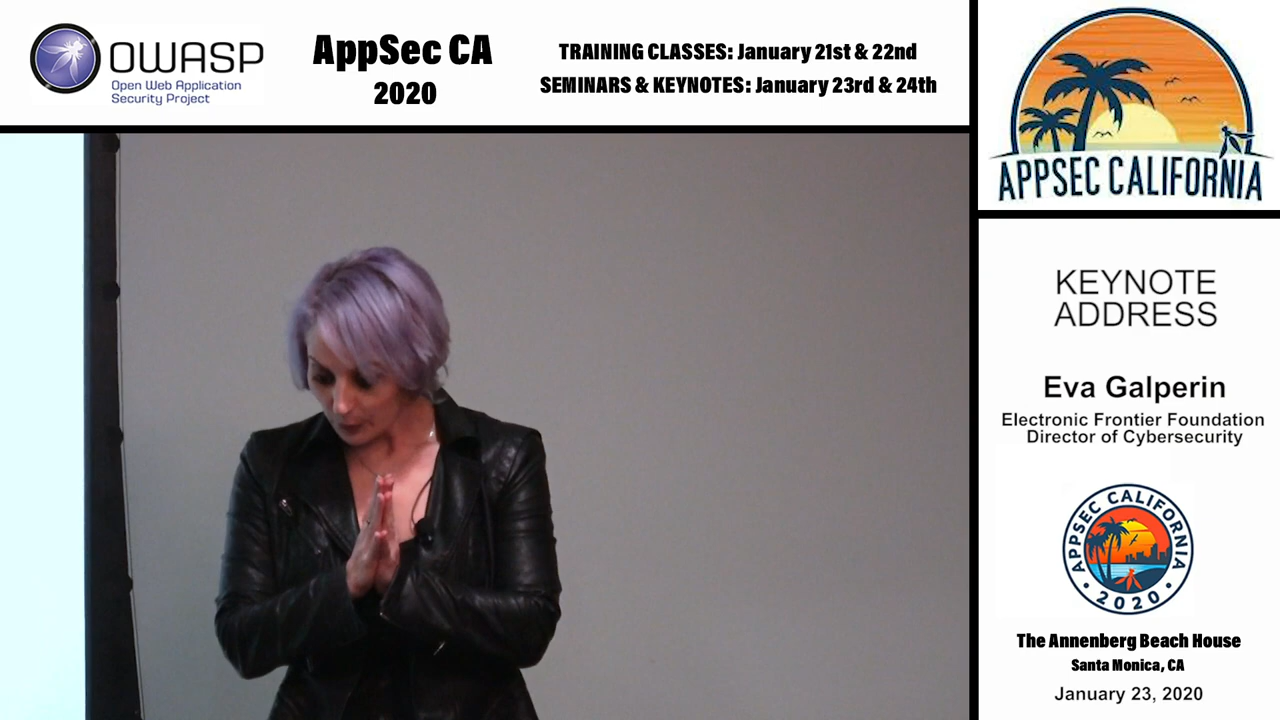 OWASP
Open Web Application
Security Project
AppSec CA
2020
TRAINING CLASSES: January 21st & 22nd
SEMINARS & KEYNOTES: January 23rd & 24th
APPSEC CALIFORNIA
KEYNOTE
ADDRESS
Eva Galperin
Electronic Frontier Foundation
Director of Cybersecurity
APPSEC CALIFORNIA
• 2020 •
The Annenberg Beach House
Santa Monica, CA
January 23, 2020